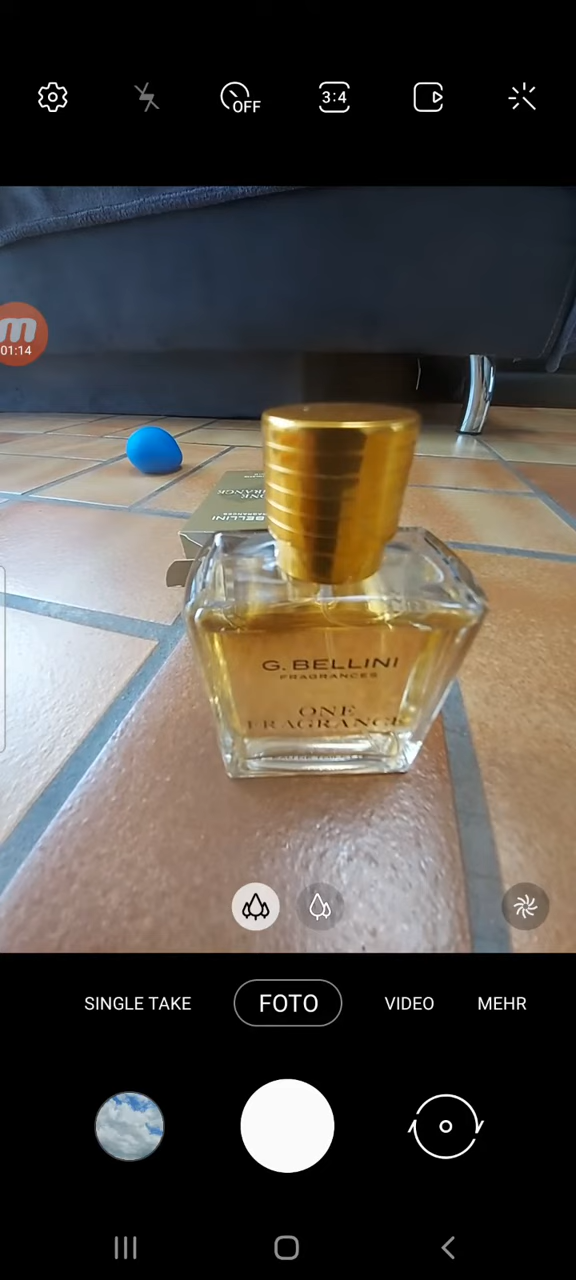 OFF
3:4
m
01:14
G. BELLINI
FRAGRANCES
ONE
FRAGRANCE
SINGLE TAKE
FOTO
VIDEO
MEHR